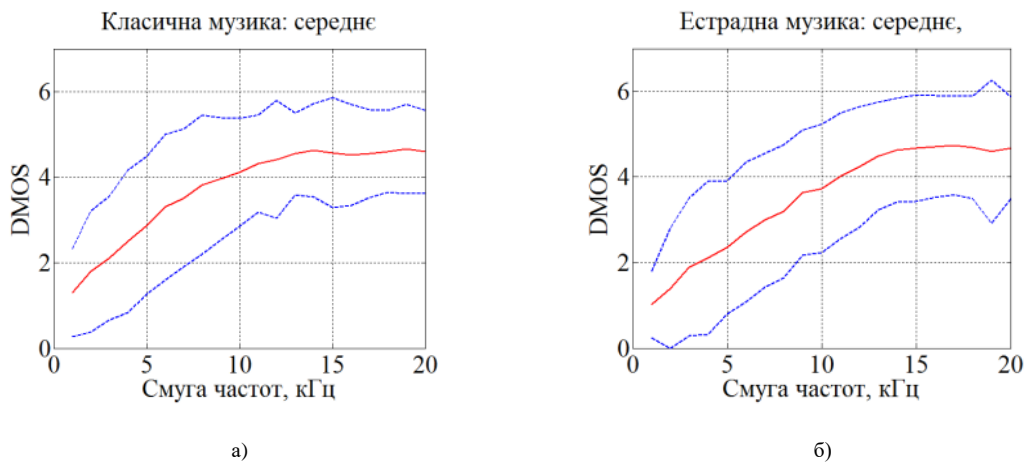 Класична музика: середнє
DMOS
6
4
2
0
0 5 10 15 20
Смуга частот, кГц
а)
Естрадна музика: середнє,
DMOS
6
4
2
0
0 5 10 15 20
Смуга частот, кГц
б)